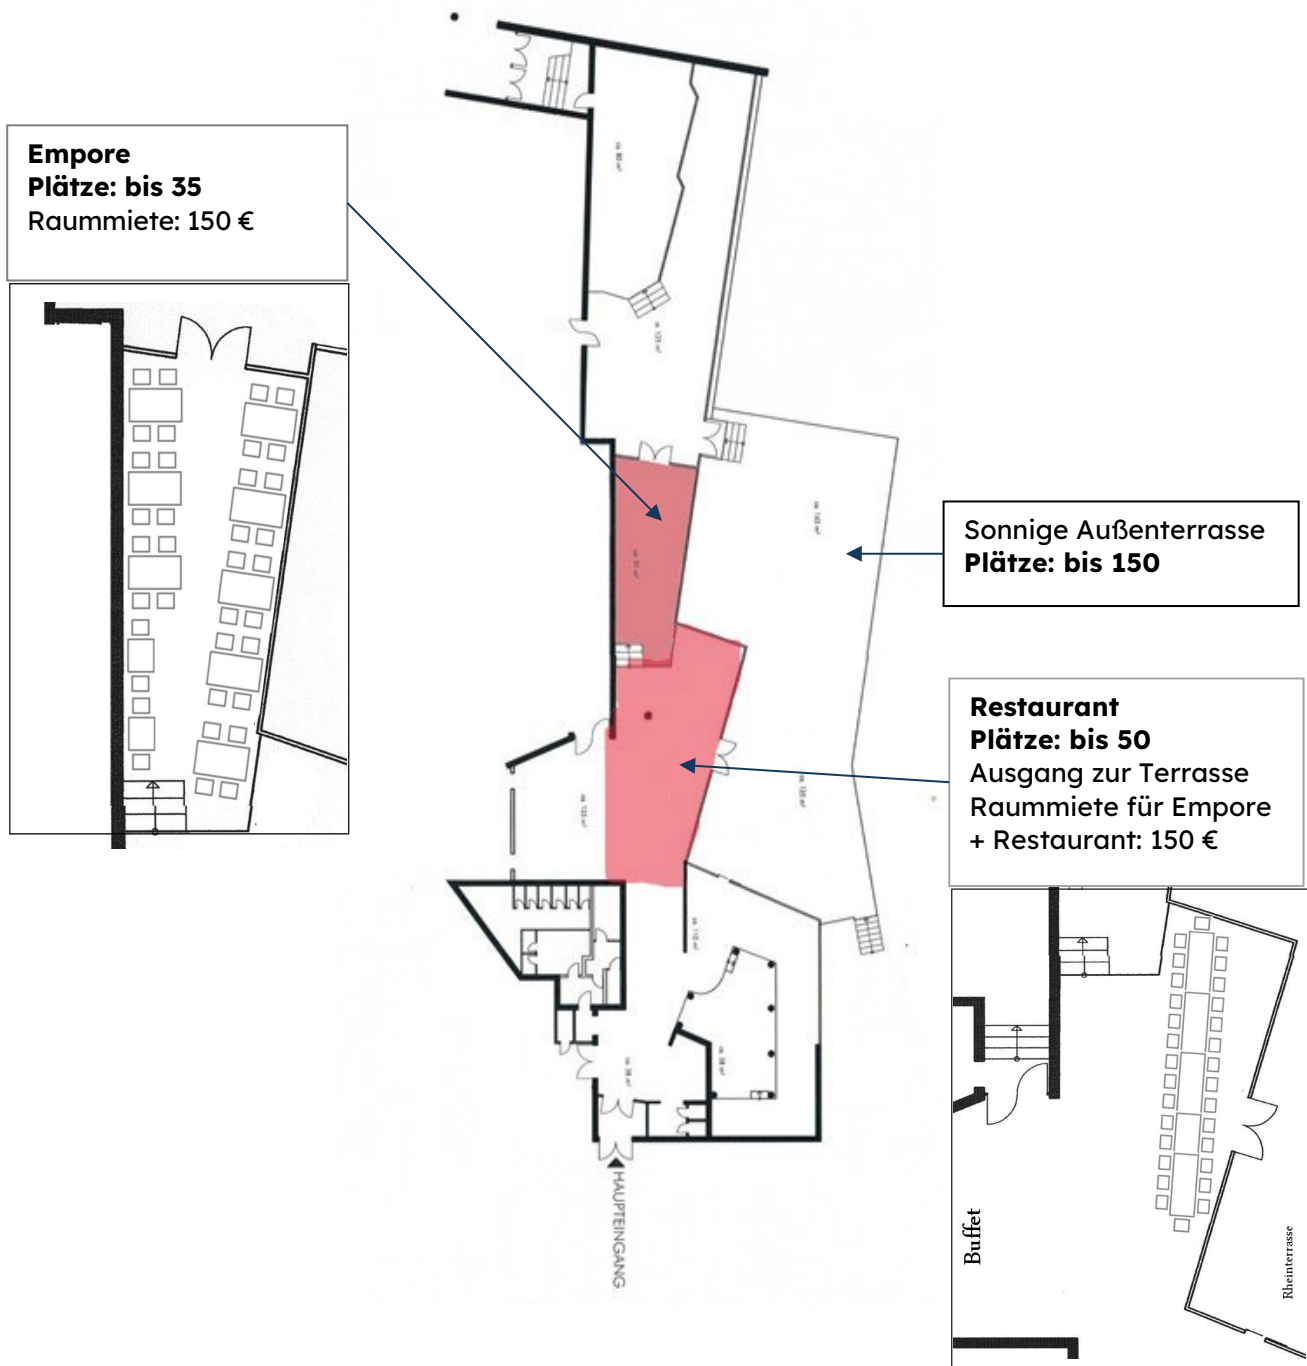 Empore
Plätze: bis 35
Raummiete: 150 €
Sonnige Außenterrasse
Plätze: bis 150
Restaurant
Plätze: bis 50
Ausgang zur Terrasse
Raummiete für Empore
+ Restaurant: 150 €
HAUPTEINGANG
Buffet
Rheinterrasse